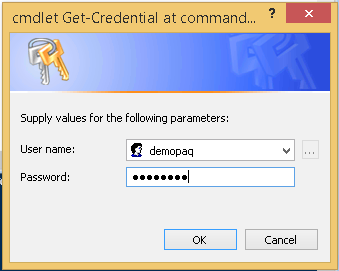 cmdlet Get-Credential at command... ?
Supply values for the following parameters:
User name: demopaq ...
Password: ●●●●●●●●
OK Cancel